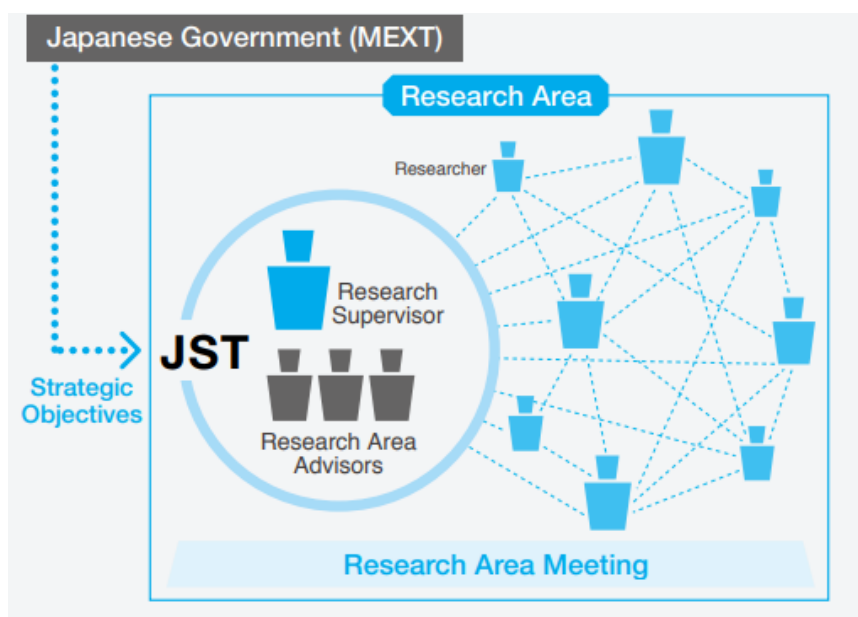 Japanese Government (MEXT)
Research Area
Researcher
Research
Supervisor
JST
Strategic
Objectives
Research Area
Advisors
Research Area Meeting